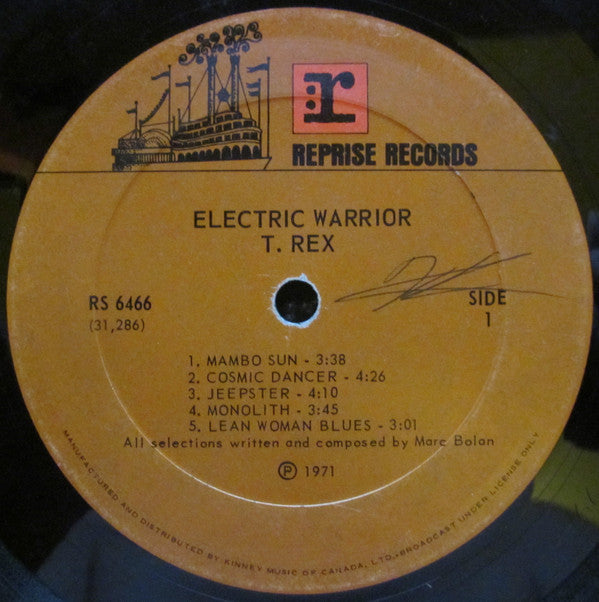 :r
REPRISE RECORDS
ELECTRIC WARRIOR
T. REX
RS 6466
(31,286)
SIDE
1
1. MAMBO SUN - 3:38
2. COSMIC DANCER - 4:26
3. JEEPSTER - 4:10
4. MONOLITH - 3:45
5. LEAN WOMAN BLUES - 3:01
All selections written and composed by Marc Bolan
Ⓟ 1971
MANUFACTURED AND DISTRIBUTED BY KINNEY MUSIC OF CANADA, LTD. • BROADCAST UNDER LICENSE ONLY